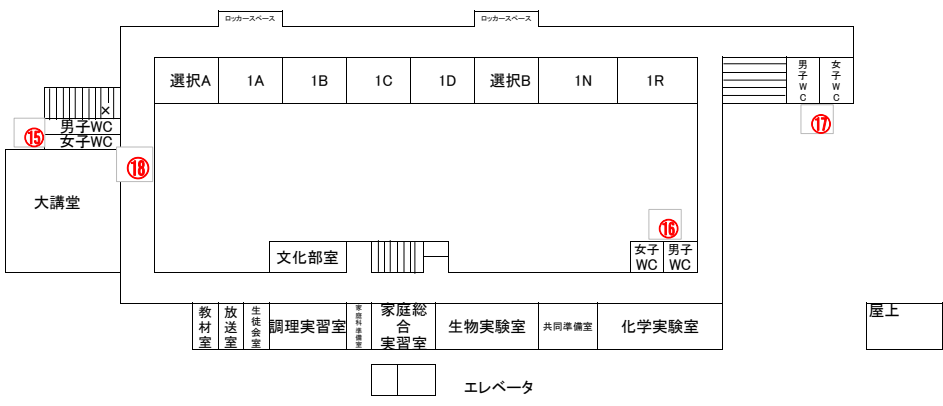 ロッカースペース
ロッカースペース
選択A
1A
1B
1C
1D
選択B
1N
1R
男子WC
女子WC
×
男子WC
女子WC
⑮
⑰
⑱
大講堂
⑯
文化部室
女子
WC
男子
WC
教材室
放送室
生徒会室
調理実習室
家庭科準備室
家庭総
合
実習室
生物実験室
共同準備室
化学実験室
屋上
エレベータ